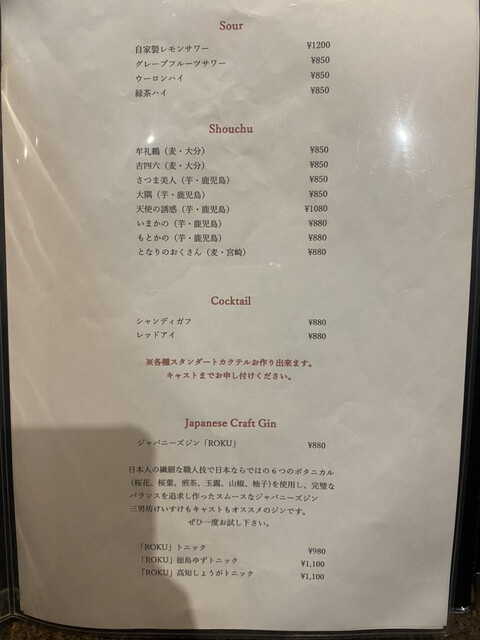 Sour
自家製レモンサワー ¥1200
グレープフルーツサワー ¥850
ウーロンハイ ¥850
緑茶ハイ ¥850
Shouchu
牟礼鶴（麦・大分） ¥850
吉四六（麦・大分） ¥850
さつま美人（芋・鹿児島） ¥850
大隅（芋・鹿児島） ¥850
天使の誘惑（芋・鹿児島） ¥1080
いまかの（芋・鹿児島） ¥880
もとかの（芋・鹿児島） ¥880
となりのおくさん（麦・宮崎） ¥880
Cocktail
シャンディガフ ¥880
レッドアイ ¥880
※各種スタンダートカクテルお作り出来ます。
キャストまでお申し付けください。
Japanese Craft Gin
ジャパニーズジン「ROKU」 ¥880
日本人の繊細な職人技で日本ならではの６つのボタニカル
(桜花、桜葉、煎茶、玉露、山椒、柚子)を使用し、完璧な
バランスを追求し作ったスムースなジャパニーズジン
三男坊けいすけもキャストもオススメのジンです。
ぜひ一度お試し下さい。
「ROKU」トニック ¥980
「ROKU」徳島ゆずトニック ¥1,100
「ROKU」高知しょうがトニック ¥1,100